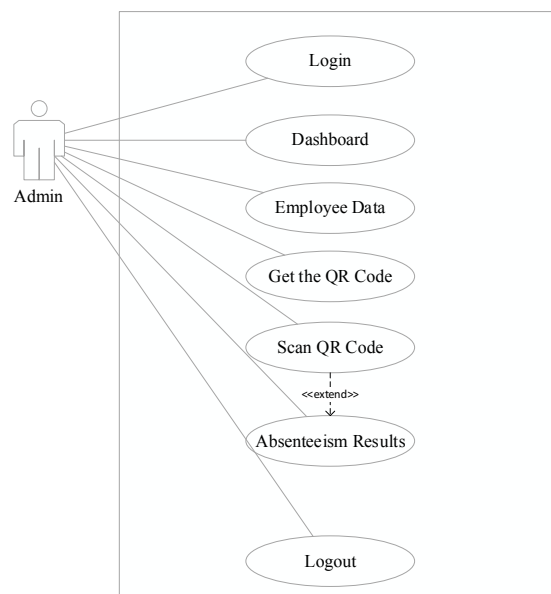 Login
Dashboard
Admin
Employee Data
Get the QR Code
Scan QR Code
<<extend>>
Absenteeism Results
Logout